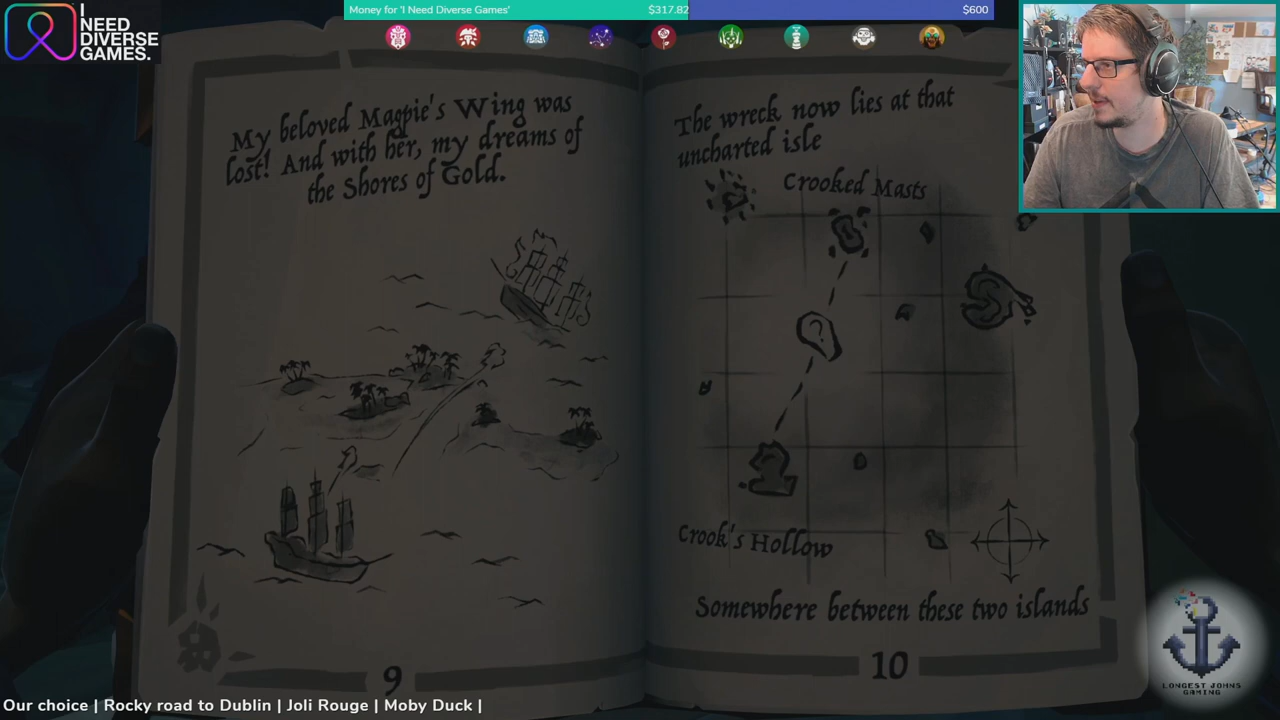 I
NEED
DIVERSE
GAMES.
Money for 'I Need Diverse Games'
$317.82
$600
My beloved Magpie's Wing was
lost! And with her, my dreams of
the Shores of Gold.
9
The wreck now lies at that
uncharted isle
Crooked Masts
?
Crook's Hollow
Somewhere between these two islands
10
LONGEST JOHNS
GAMING
Our choice | Rocky road to Dublin | Joli Rouge | Moby Duck |